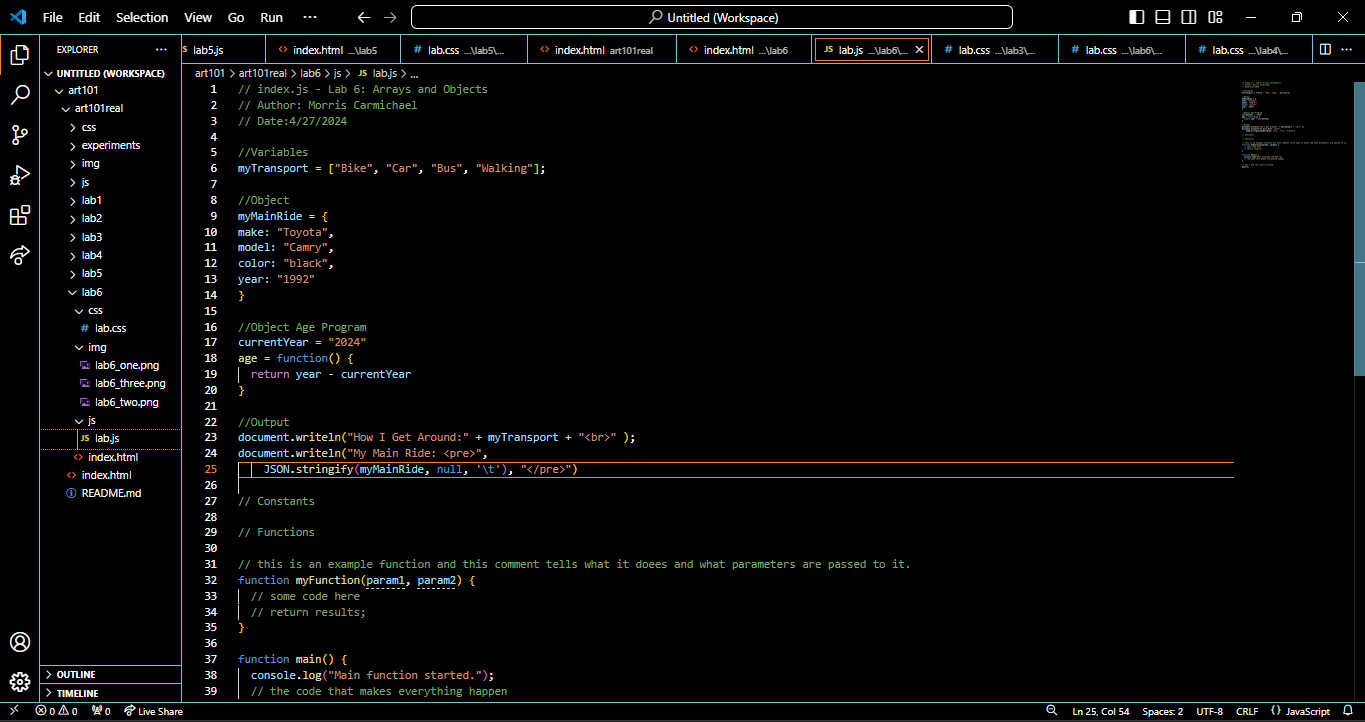 File Edit Selection View Go Run ··· Untitled (Workspace)
EXPLORER ···
lab5.js index.html ...\lab5 lab.css ...\lab5\... index.html art101real index.html ...\lab6 lab.js ...\lab6\... lab.css ...\lab3\... lab.css ...\lab6\... lab.css ...\lab4\...
UNTITLED (WORKSPACE)
art101
art101real
css
experiments
img
js
lab1
lab2
lab3
lab4
lab5
lab6
css
lab.css
img
lab6_one.png
lab6_three.png
lab6_two.png
js
lab.js
index.html
index.html
README.md
OUTLINE
TIMELINE
art101 > art101real > lab6 > js > JS lab.js > ...
1 // index.js - Lab 6: Arrays and Objects
2 // Author: Morris Carmichael
3 // Date:4/27/2024
4
5 //Variables
6 myTransport = ["Bike", "Car", "Bus", "Walking"];
7
8 //Object
9 myMainRide = {
10 make: "Toyota",
11 model: "Camry",
12 color: "black",
13 year: "1992"
14 }
15
16 //Object Age Program
17 currentYear = "2024"
18 age = function() {
19 return year - currentYear
20 }
21
22 //Output
23 document.writeln("How I Get Around:" + myTransport + "<br>" );
24 document.writeln("My Main Ride: <pre>",
25 JSON.stringify(myMainRide, null, '\t'), "</pre>")
26
27 // Constants
28
29 // Functions
30
31 // this is an example function and this comment tells what it doees and what parameters are passed to it.
32 function myFunction(param1, param2) {
33 // some code here
34 // return results;
35 }
36
37 function main() {
38 console.log("Main function started.");
39 // the code that makes everything happen
0 0 0 Live Share Ln 25, Col 54 Spaces: 2 UTF-8 CRLF {} JavaScript